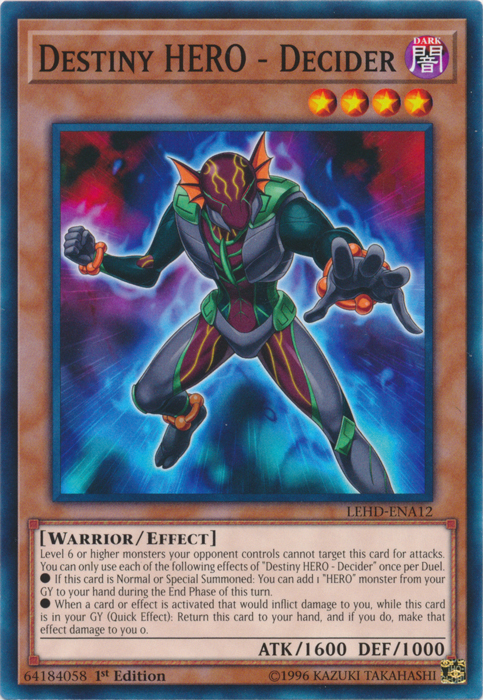 DESTINY HERO - DECIDER
DARK
闇
LEHD-ENA12
[WARRIOR/EFFECT]
Level 6 or higher monsters your opponent controls cannot target this card for attacks.
You can only use each of the following effects of "Destiny HERO - Decider" once per Duel.
● If this card is Normal or Special Summoned: You can add 1 "HERO" monster from your
GY to your hand during the End Phase of this turn.
● When a card or effect is activated that would inflict damage to you, while this card
is in your GY (Quick Effect): Return this card to your hand, and if you do, make that
effect damage to you 0.
ATK/1600 DEF/1000
64184058 1st Edition ©1996 KAZUKI TAKAHASHI